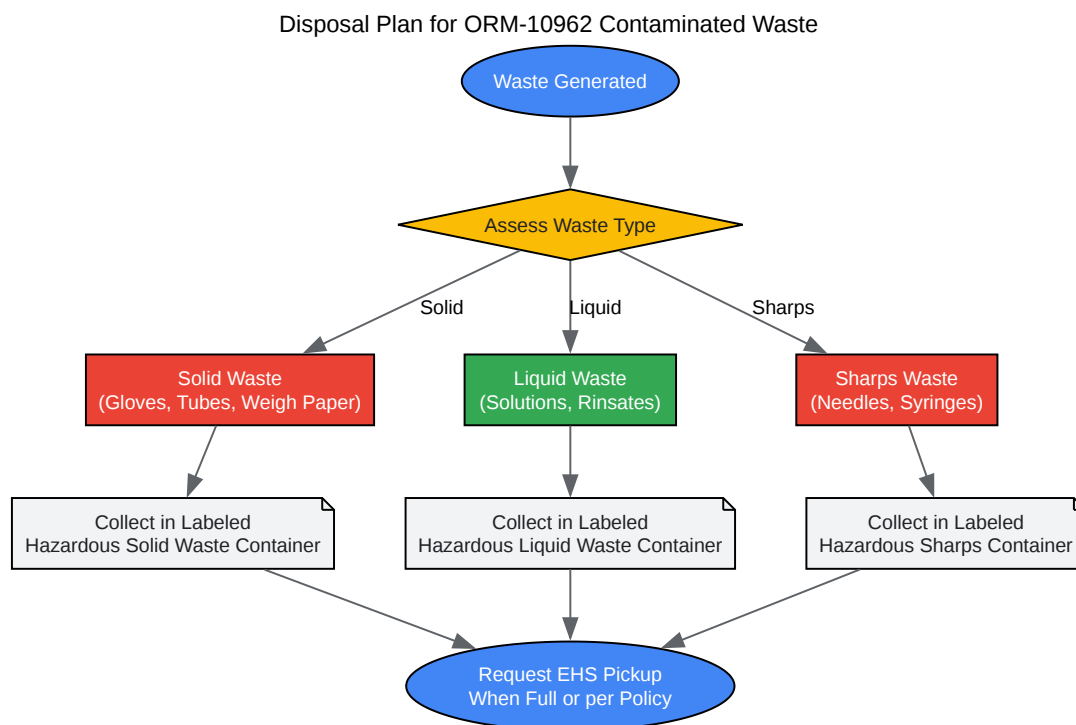 Disposal Plan for ORM-10962 Contaminated Waste
Waste Generated
Assess Waste Type
Solid
Liquid
Sharps
Solid Waste
(Gloves, Tubes, Weigh Paper)
Liquid Waste
(Solutions, Rinsates)
Sharps Waste
(Needles, Syringes)
Collect in Labeled
Hazardous Solid Waste Container
Collect in Labeled
Hazardous Liquid Waste Container
Collect in Labeled
Hazardous Sharps Container
Request EHS Pickup
When Full or per Policy